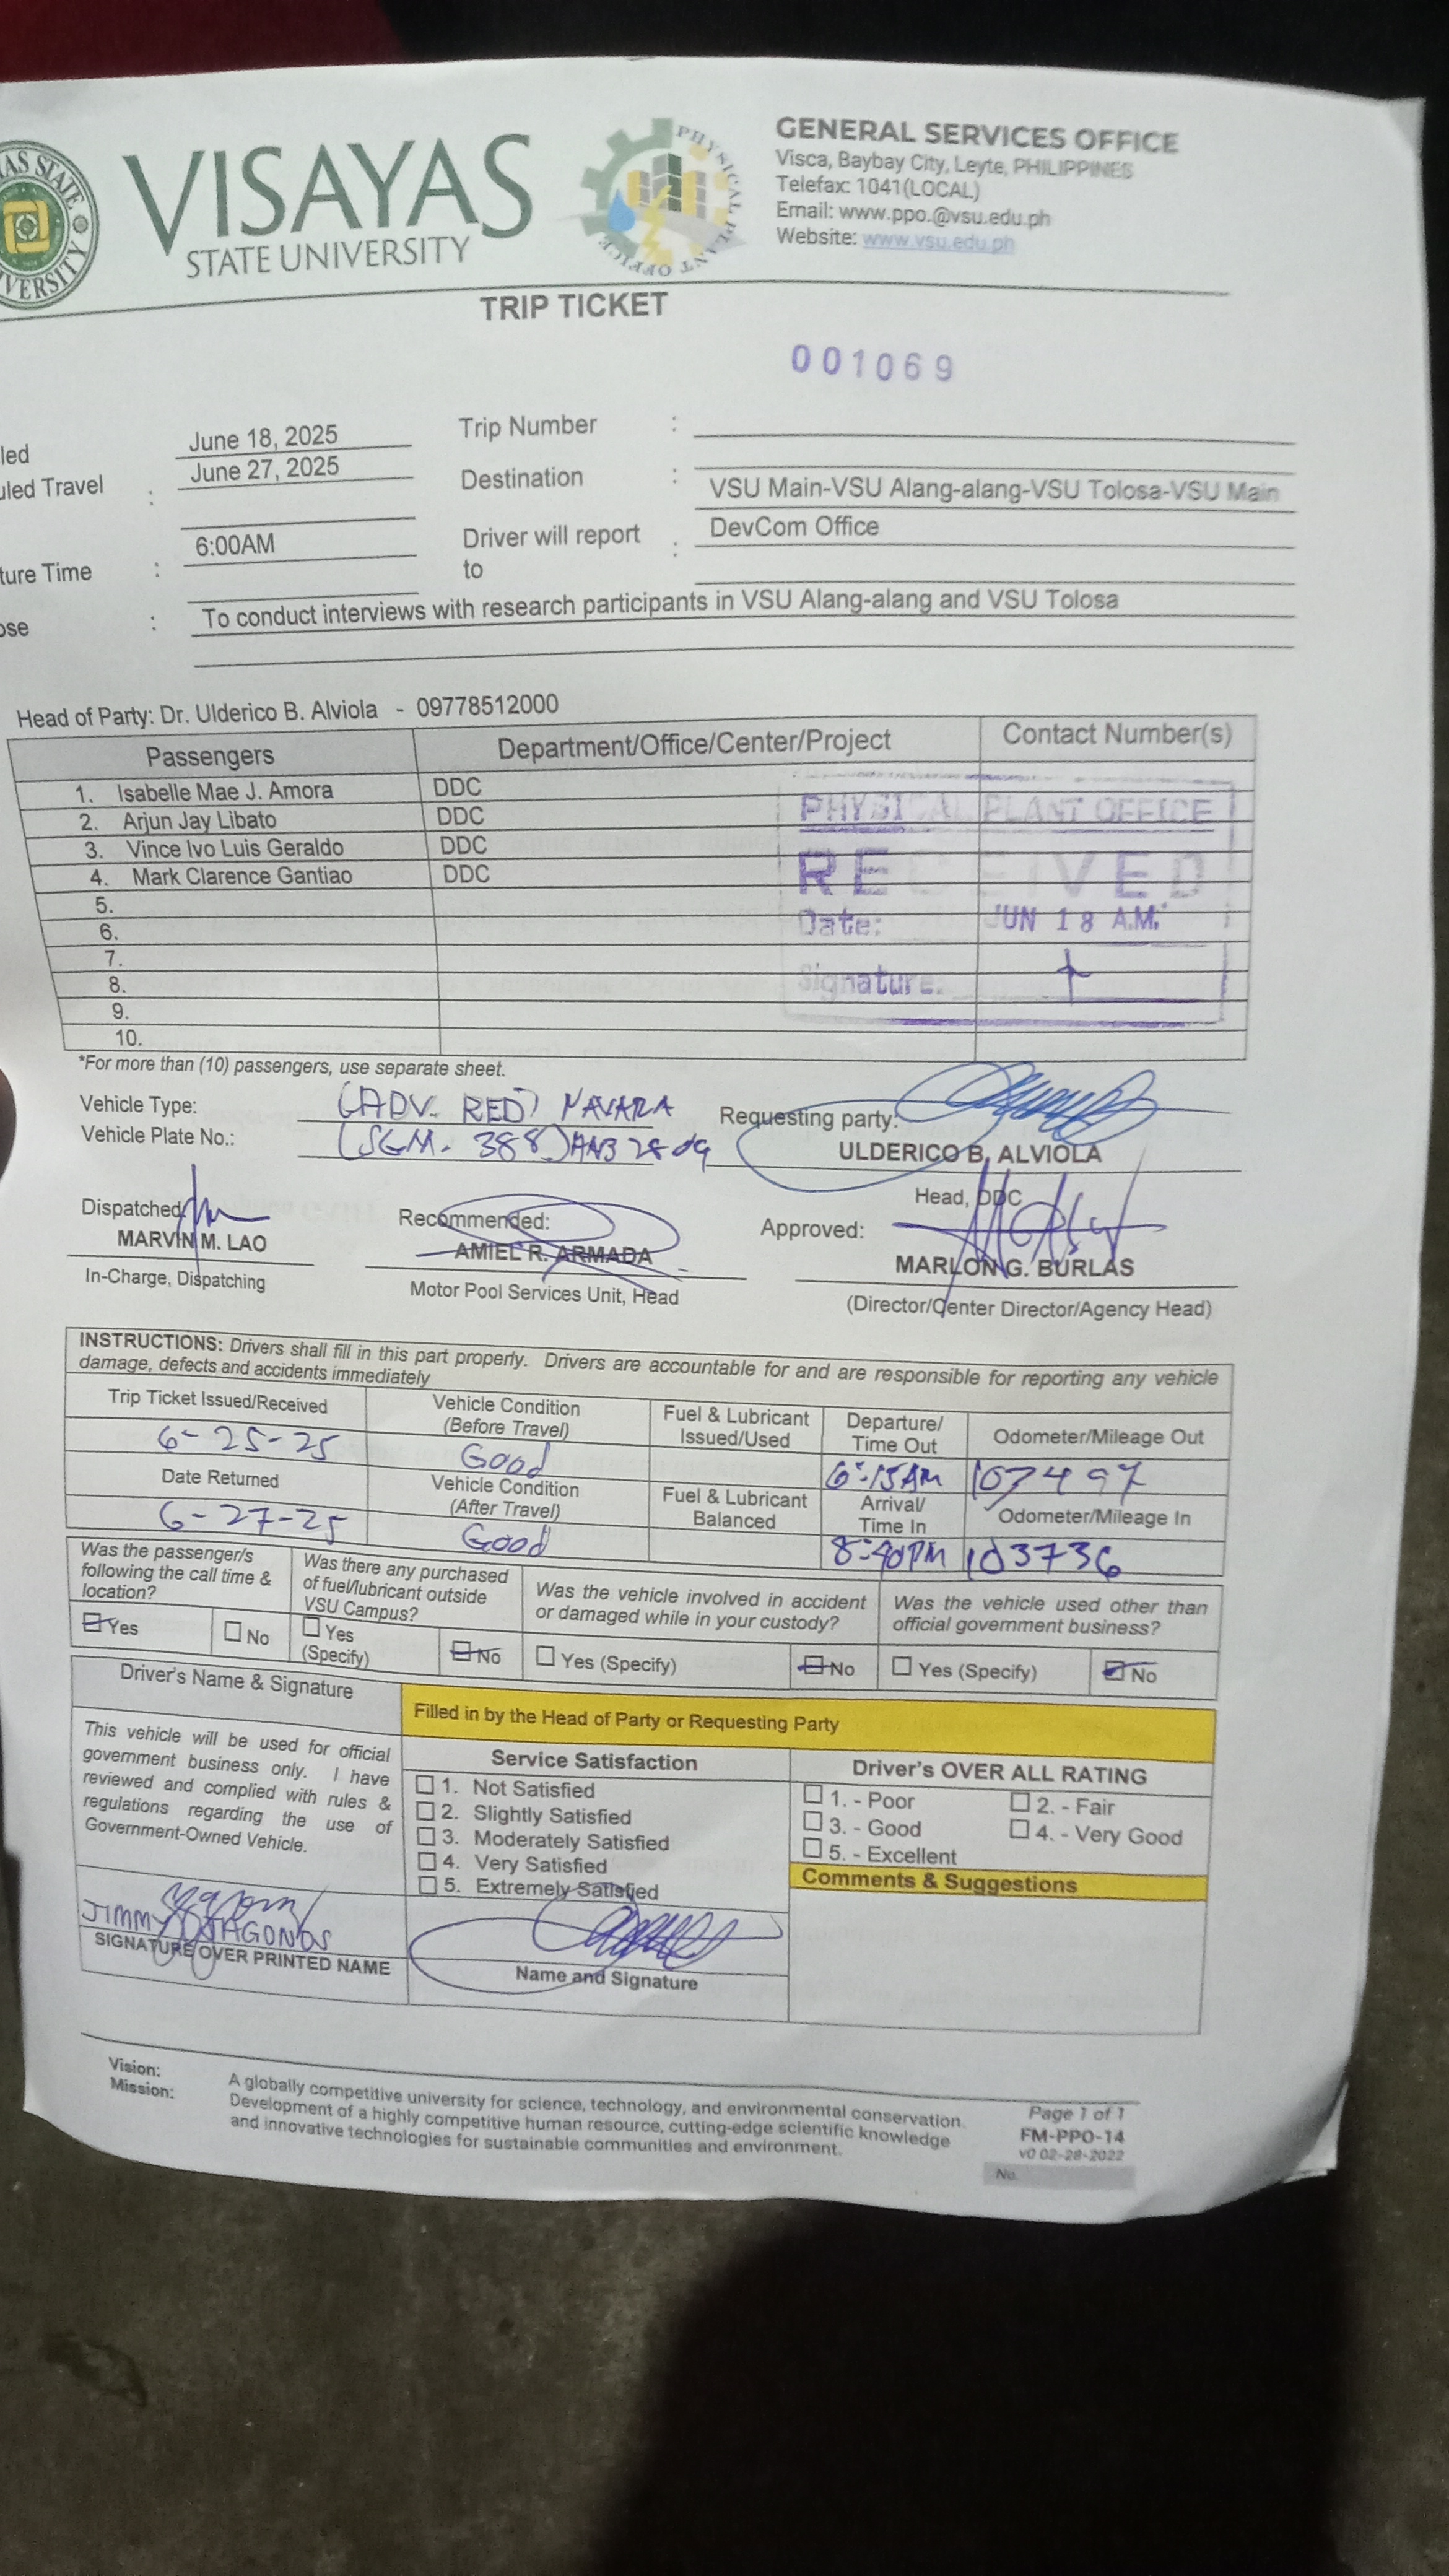 VISAYAS
STATE UNIVERSITY
PHYSICAL PLANT OFFICE
GENERAL SERVICES OFFICE
Visca, Baybay City, Leyte, PHILIPPINES
Telefax: 1041(LOCAL)
Email: www.ppo.@vsu.edu.ph
Website: www.vsu.edu.ph
TRIP TICKET
001069
led June 18, 2025 Trip Number :
uled Travel : June 27, 2025 Destination : VSU Main-VSU Alang-alang-VSU Tolosa-VSU Main
ture Time : 6:00AM Driver will report to : DevCom Office
ose : To conduct interviews with research participants in VSU Alang-alang and VSU Tolosa
Head of Party: Dr. Ulderico B. Alviola - 09778512000
Passengers Department/Office/Center/Project Contact Number(s)
1. Isabelle Mae J. Amora DDC
2. Arjun Jay Libato DDC
3. Vince Ivo Luis Geraldo DDC
4. Mark Clarence Gantiao DDC
5.
6.
7.
8.
9.
10.
PHYSICAL PLANT OFFICE
RECEIVED
Date: JUN 18 A.M.
Signature:
*For more than (10) passengers, use separate sheet.
Vehicle Type: (ADV. RED) NAVARA
Vehicle Plate No.: (SGM. 388)
Requesting party:
ULDERICO B. ALVIOLA
Head, DDC
Dispatched
MARVIN M. LAO
In-Charge, Dispatching
Recommended:
AMIEL R. ARMADA
Motor Pool Services Unit, Head
Approved:
MARLON G. BURLAS
(Director/Center Director/Agency Head)
INSTRUCTIONS: Drivers shall fill in this part properly. Drivers are accountable for and are responsible for reporting any vehicle
damage, defects and accidents immediately
Trip Ticket Issued/Received Vehicle Condition (Before Travel) Fuel & Lubricant Issued/Used Departure/ Time Out Odometer/Mileage Out
6-25-25 Good 6:15AM
Date Returned Vehicle Condition (After Travel) Fuel & Lubricant Balanced Arrival/ Time In Odometer/Mileage In
6-27-25 Good 8:40PM 103736
Was the passenger/s following the call time & location?
Yes No
Was there any purchased of fuel/lubricant outside VSU Campus?
Yes (Specify) No
Was the vehicle involved in accident or damaged while in your custody?
Yes (Specify) No
Was the vehicle used other than official government business?
Yes (Specify) No
Driver's Name & Signature
This vehicle will be used for official
government business only. I have
reviewed and complied with rules &
regulations regarding the use of
Government-Owned Vehicle.
JIMMY
SIGNATURE OVER PRINTED NAME
Filled in by the Head of Party or Requesting Party
Service Satisfaction
1. Not Satisfied
2. Slightly Satisfied
3. Moderately Satisfied
4. Very Satisfied
5. Extremely Satisfied
Name and Signature
Driver's OVER ALL RATING
1. - Poor 2. - Fair
3. - Good 4. - Very Good
5. - Excellent
Comments & Suggestions
Vision: A globally competitive university for science, technology, and environmental conservation.
Mission: Development of a highly competitive human resource, cutting-edge scientific knowledge
and innovative technologies for sustainable communities and environment.
Page 1 of 1
FM-PPO-14
v0 02-28-2022
No.